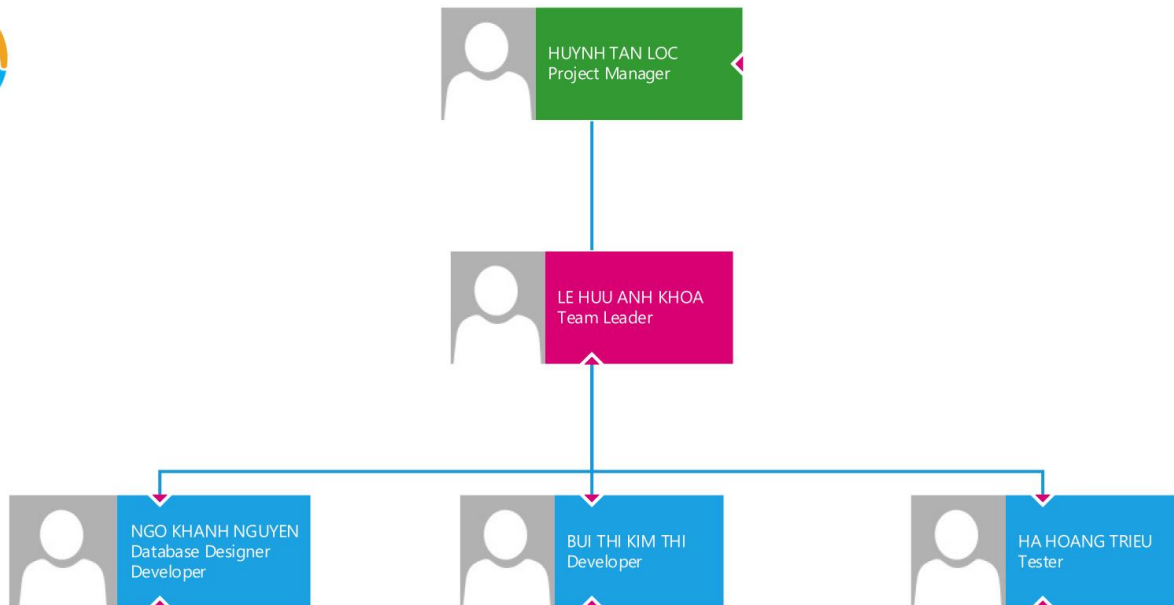 HUYNH TAN LOC
Project Manager
LE HUU ANH KHOA
Team Leader
NGO KHANH NGUYEN
Database Designer
Developer
BUI THI KIM THI
Developer
HA HOANG TRIEU
Tester